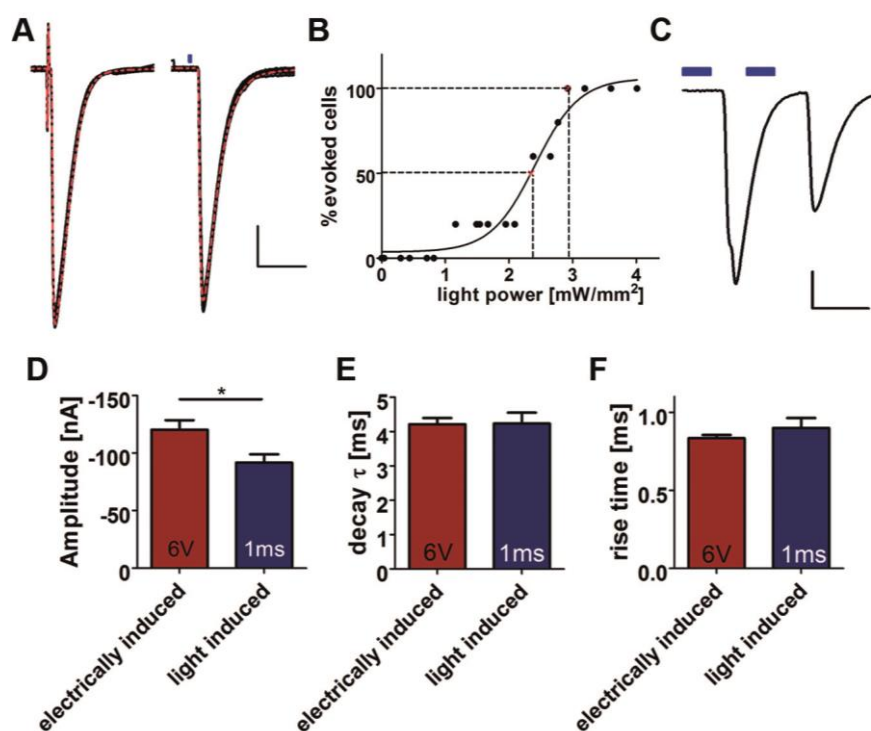 A
B
C
% evoked cells
100
50
0
0
1
2
3
4
light power [mW/mm²]
D
E
F
Amplitude [nA]
-150
-100
-50
0
*
6V
1ms
electrically induced
light induced
decay τ [ms]
5
4
3
2
1
0
6V
1ms
electrically induced
light induced
rise time [ms]
1.0
0.5
0.0
6V
1ms
electrically induced
light induced